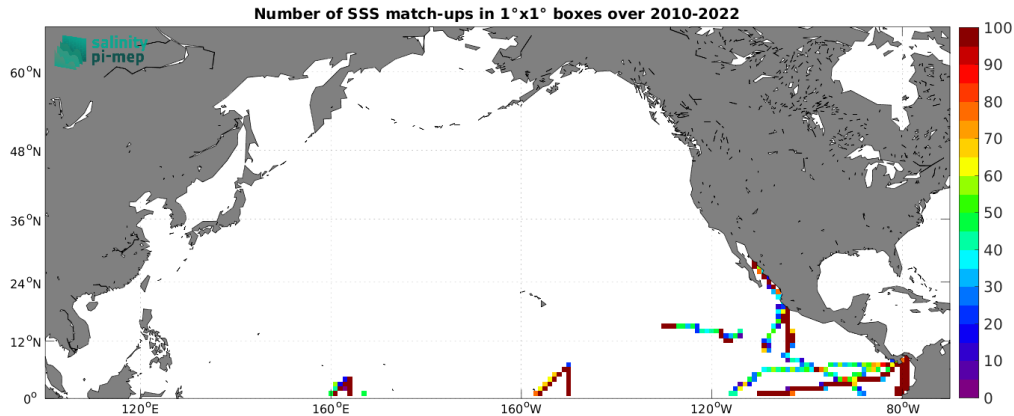 Number of SSS match-ups in 1°x1° boxes over 2010-2022
salinity
pi-mep
60°N
48°N
36°N
24°N
12°N
0°
120°E
160°E
160°W
120°W
80°W
100
90
80
70
60
50
40
30
20
10
0